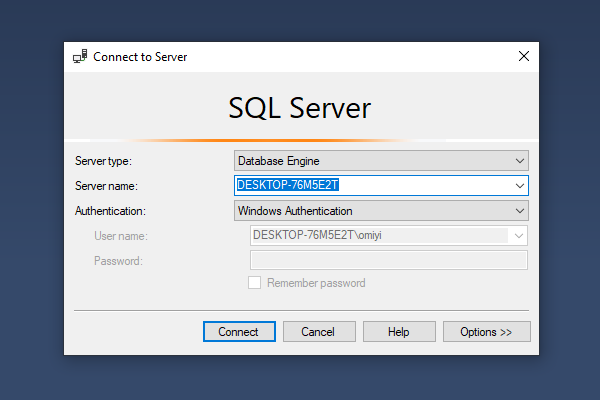 Connect to Server
SQL Server
Server type: Database Engine
Server name: DESKTOP-76M5E2T
Authentication: Windows Authentication
User name: DESKTOP-76M5E2T\omiyi
Password:
Remember password
Connect Cancel Help Options >>